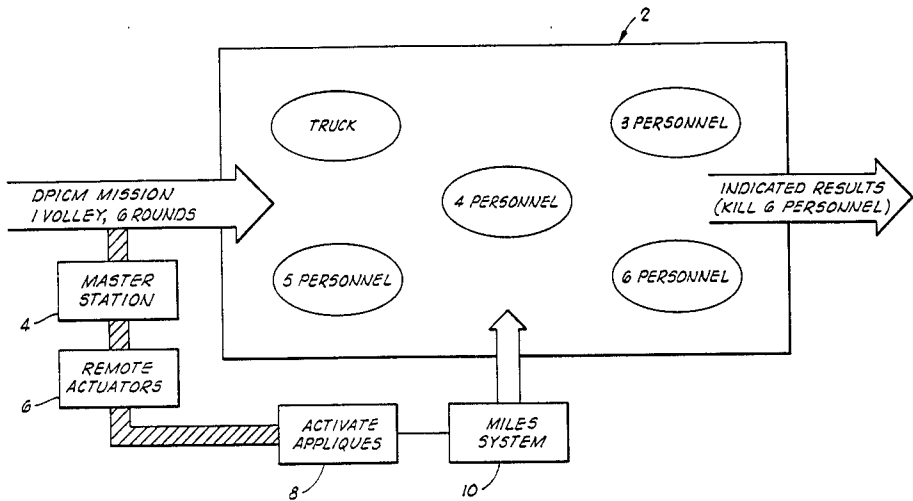 2
TRUCK
3 PERSONNEL
DPICM MISSION
1 VOLLEY, 6 ROUNDS
4 PERSONNEL
INDICATED RESULTS
(KILL 6 PERSONNEL)
5 PERSONNEL
6 PERSONNEL
MASTER
STATION
4
REMOTE
ACTUATORS
6
ACTIVATE
APPLIQUES
8
MILES
SYSTEM
10